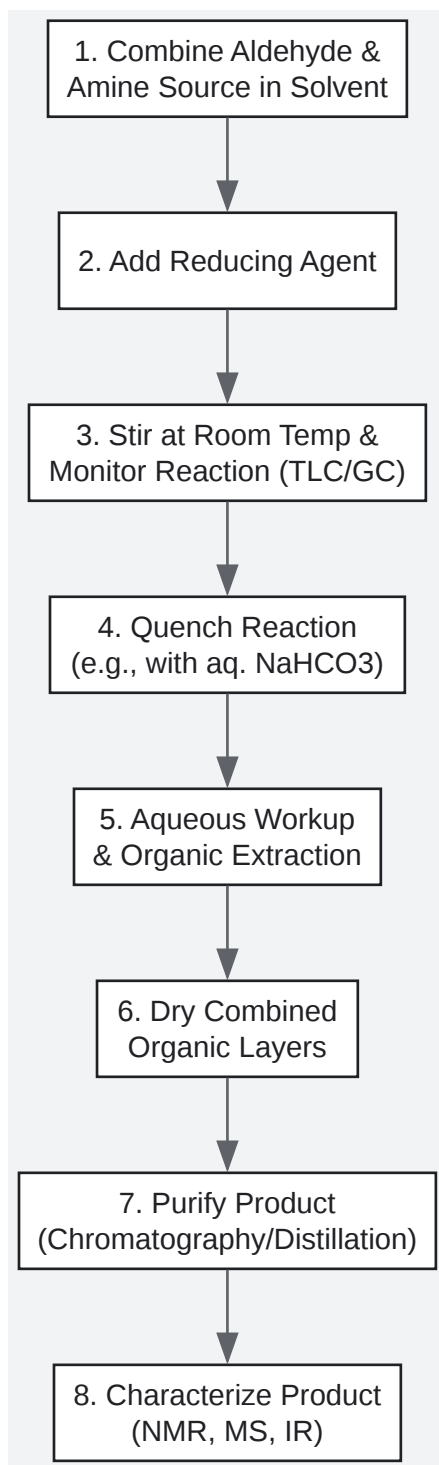 1. Combine Aldehyde &
Amine Source in Solvent
2. Add Reducing Agent
3. Stir at Room Temp &
Monitor Reaction (TLC/GC)
4. Quench Reaction
(e.g., with aq. NaHCO3)
5. Aqueous Workup
& Organic Extraction
6. Dry Combined
Organic Layers
7. Purify Product
(Chromatography/Distillation)
8. Characterize Product
(NMR, MS, IR)